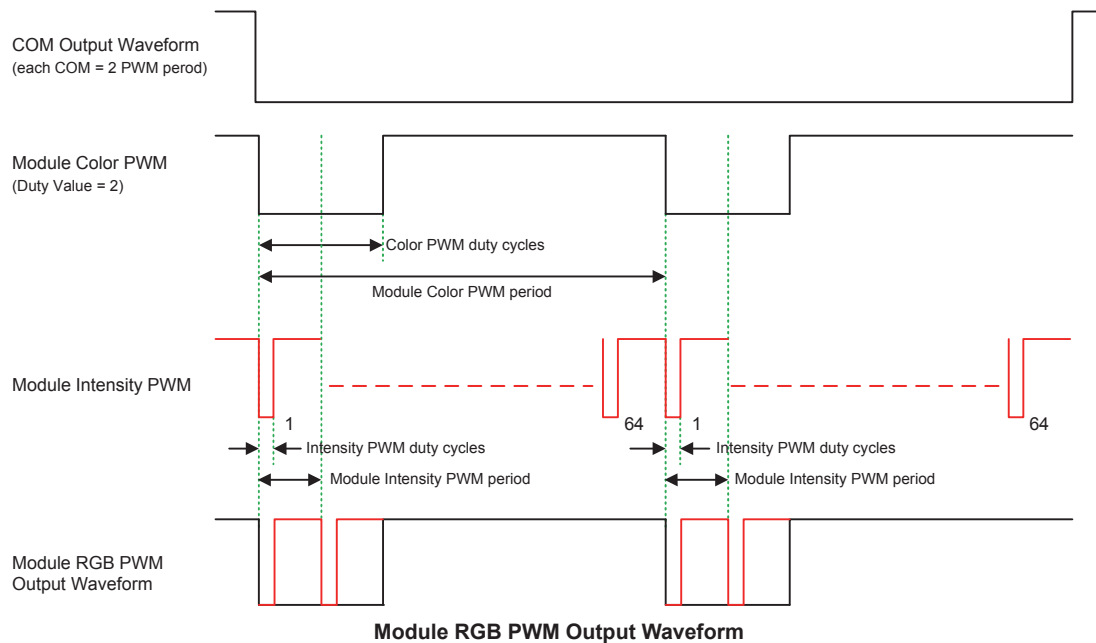 COM Output Waveform
(each COM = 2 PWM perod)
Module Color PWM
(Duty Value = 2)
Color PWM duty cycles
Module Color PWM period
Module Intensity PWM
1
64
1
64
Intensity PWM duty cycles
Intensity PWM duty cycles
Module Intensity PWM period
Module Intensity PWM period
Module RGB PWM
Output Waveform
Module RGB PWM Output Waveform